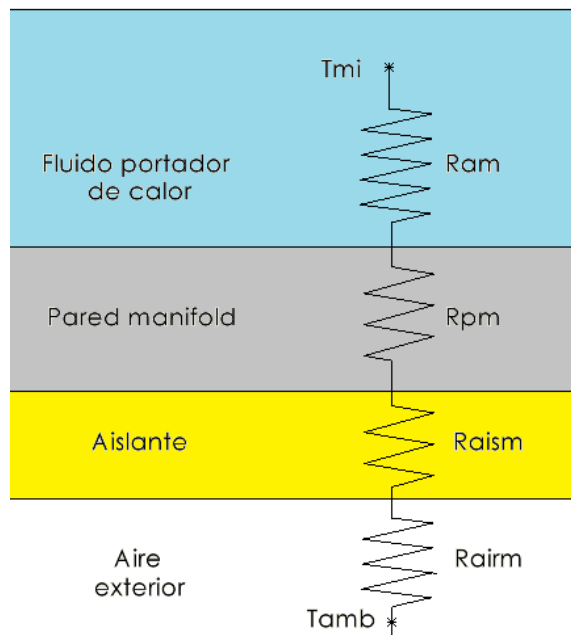 Tmi
Fluido portador
de calor
Ram
Pared manifold
Rpm
Aislante
Raism
Aire
exterior
Rairm
Tamb